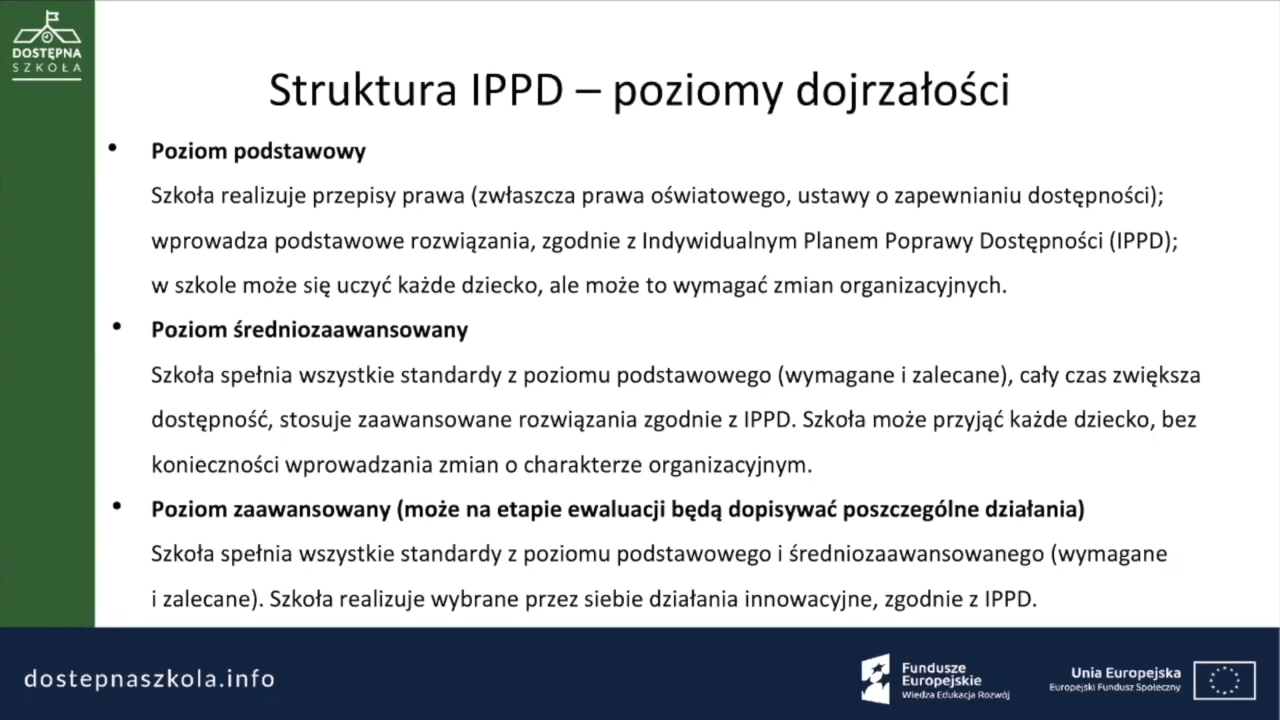 DOSTĘPNA
SZKOŁA
Struktura IPPD – poziomy dojrzałości
• Poziom podstawowy
Szkoła realizuje przepisy prawa (zwłaszcza prawa oświatowego, ustawy o zapewnianiu dostępności);
wprowadza podstawowe rozwiązania, zgodnie z Indywidualnym Planem Poprawy Dostępności (IPPD);
w szkole może się uczyć każde dziecko, ale może to wymagać zmian organizacyjnych.
• Poziom średniozaawansowany
Szkoła spełnia wszystkie standardy z poziomu podstawowego (wymagane i zalecane), cały czas zwiększa
dostępność, stosuje zaawansowane rozwiązania zgodnie z IPPD. Szkoła może przyjąć każde dziecko, bez
konieczności wprowadzania zmian o charakterze organizacyjnym.
• Poziom zaawansowany (może na etapie ewaluacji będą dopisywać poszczególne działania)
Szkoła spełnia wszystkie standardy z poziomu podstawowego i średniozaawansowanego (wymagane
i zalecane). Szkoła realizuje wybrane przez siebie działania innowacyjne, zgodnie z IPPD.
dostepnaszkola.info
Fundusze
Europejskie
Wiedza Edukacja Rozwój
Unia Europejska
Europejski Fundusz Społeczny